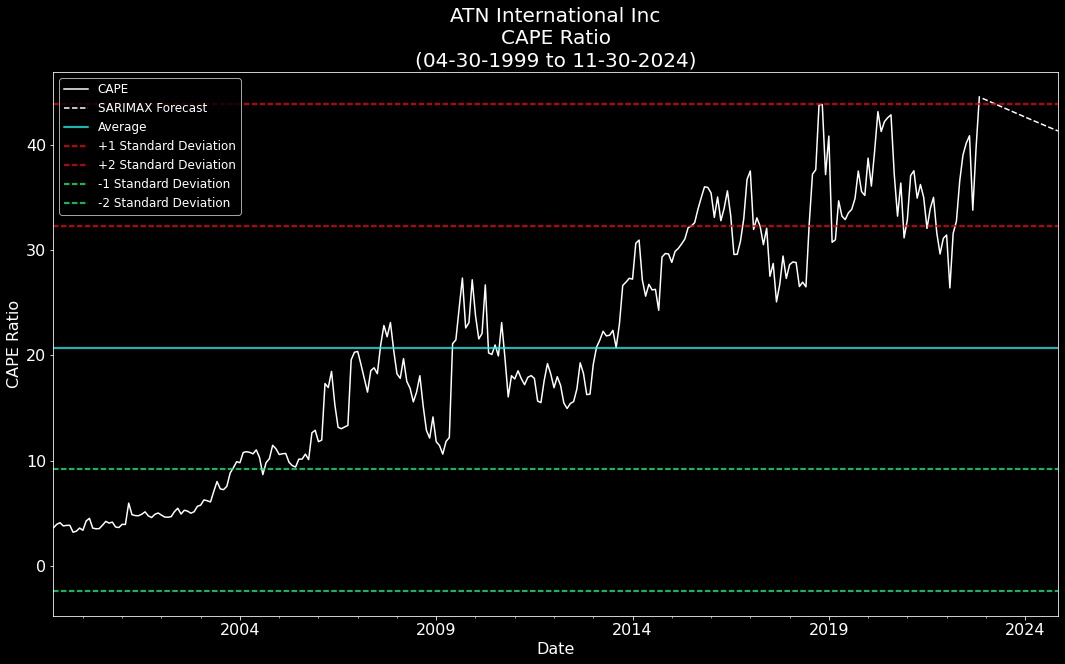 ATN International Inc
CAPE Ratio
(04-30-1999 to 11-30-2024)
CAPE
SARIMAX Forecast
Average
+1 Standard Deviation
+2 Standard Deviation
-1 Standard Deviation
-2 Standard Deviation
CAPE Ratio
40
30
20
10
0
2004
2009
2014
2019
2024
Date